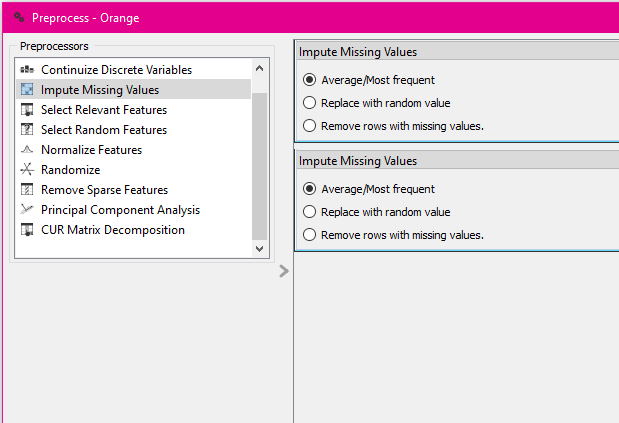 Preprocess - Orange
Preprocessors
Continuize Discrete Variables
Impute Missing Values
Select Relevant Features
Select Random Features
Normalize Features
Randomize
Remove Sparse Features
Principal Component Analysis
CUR Matrix Decomposition
Impute Missing Values
Average/Most frequent
Replace with random value
Remove rows with missing values.
Impute Missing Values
Average/Most frequent
Replace with random value
Remove rows with missing values.